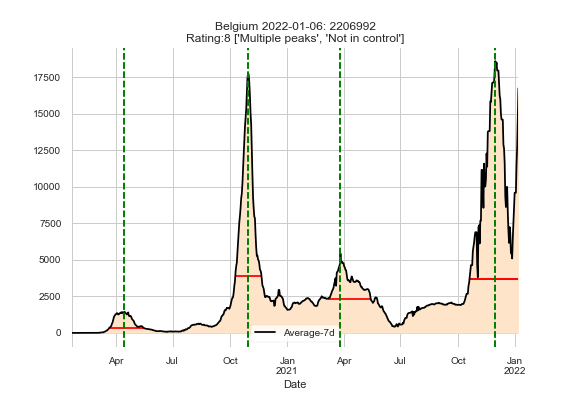 Belgium 2022-01-06: 2206992
Rating:8 ['Multiple peaks', 'Not in control']
17500
15000
12500
10000
7500
5000
2500
0
Average-7d
Apr Jul Oct Jan Apr Jul Oct Jan
2021 2022
Date